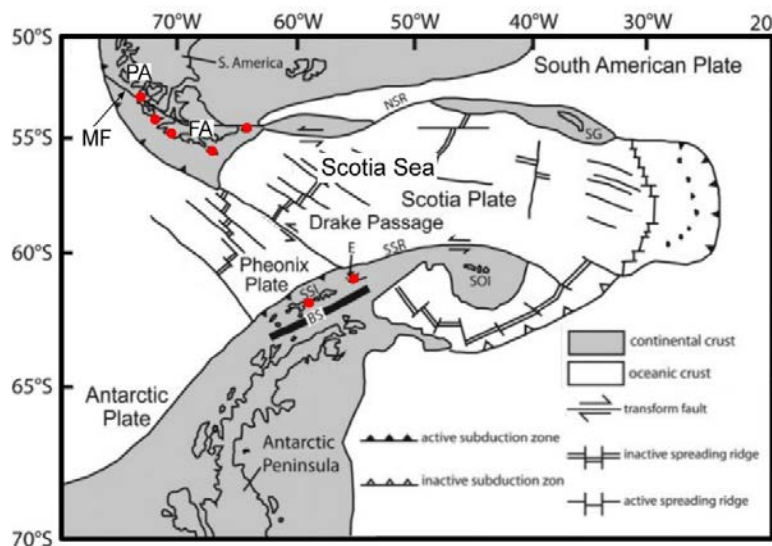 70°W
60°W
50°W
40°W
30°W
20
50°S
S. America
South American Plate
PA
NSR
MF
FA
55°S
SG
Scotia Sea
Scotia Plate
Drake Passage
E
SSR
60°S
Pheonix
Plate
SSI
SOI
BS
continental crust
oceanic crust
65°S
transform fault
Antarctic
Plate
active subduction zone
inactive spreading ridge
Antarctic
Peninsula
inactive subduction zon
active spreading ridge
70°S